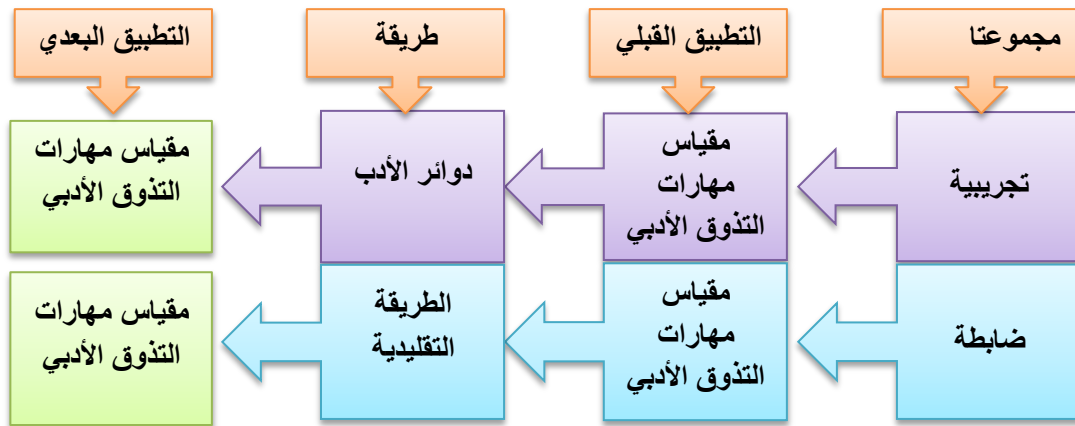 مجموعتا
التطبيق القبلي
طريقة
التطبيق البعدي
تجريبية
مقياس
مهارات
التذوق الأدبي
دوائر الأدب
مقياس مهارات
التذوق الأدبي
ضابطة
مقياس
مهارات
التذوق الأدبي
الطريقة
التقليدية
مقياس مهارات
التذوق الأدبي